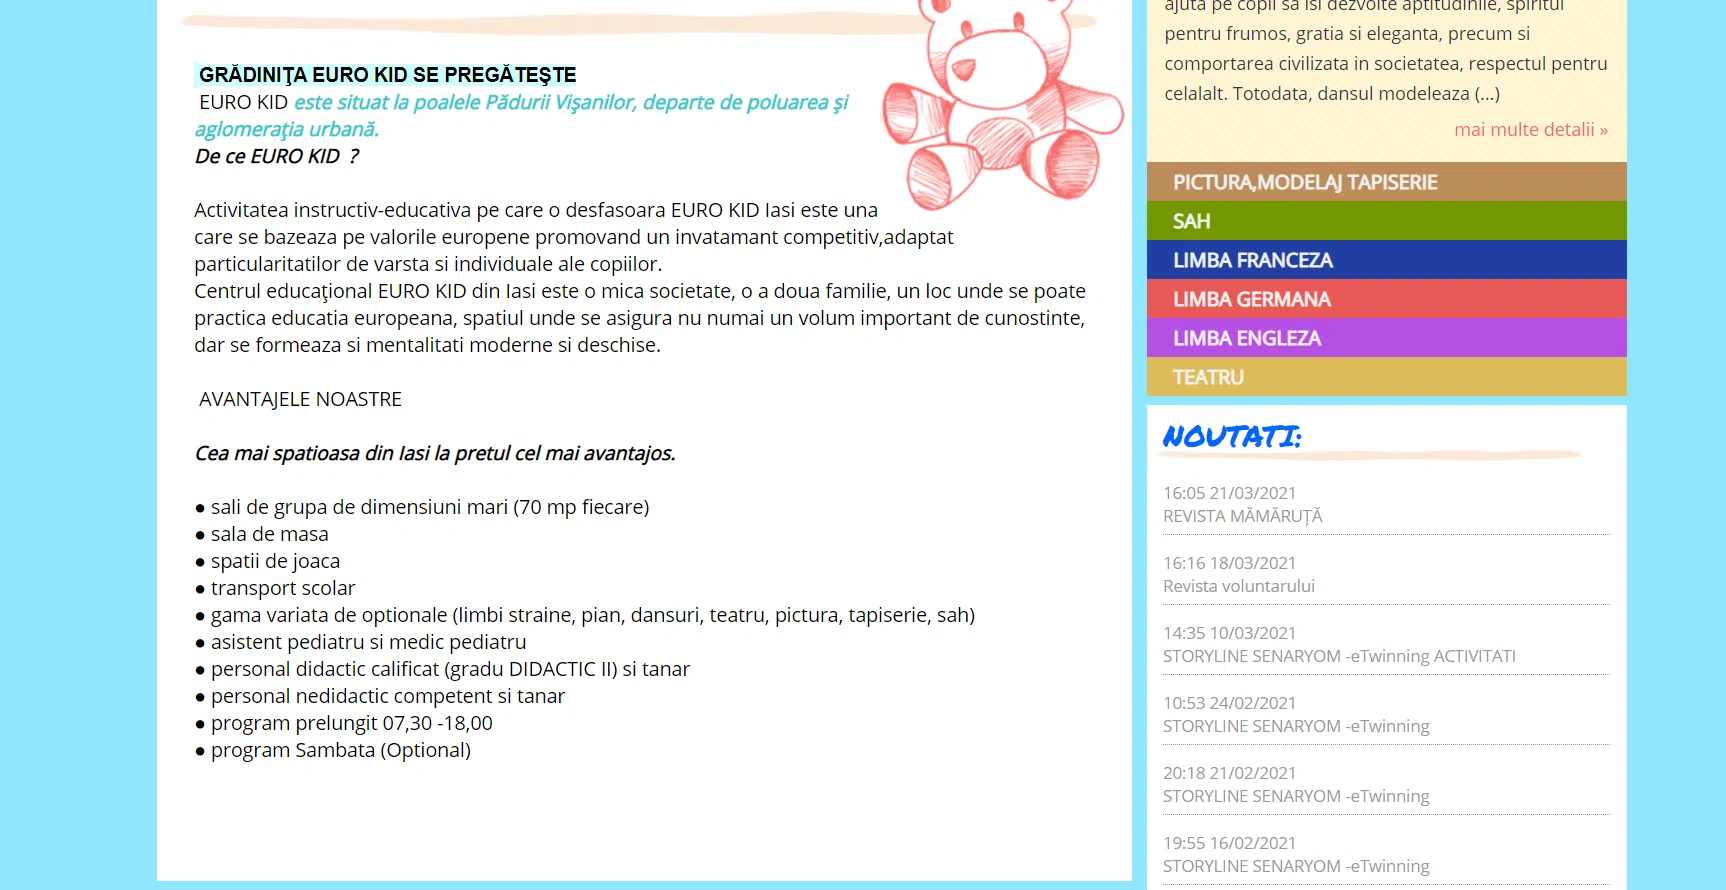 GRĂDINIŢA EURO KID SE PREGĂTEŞTE
EURO KID este situat la poalele Pădurii Vişanilor, departe de poluarea şi
aglomeraţia urbană.
De ce EURO KID ?
Activitatea instructiv-educativa pe care o desfasoara EURO KID Iasi este una
care se bazeaza pe valorile europene promovand un invatamant competitiv,adaptat
particularitatilor de varsta si individuale ale copiilor.
Centrul educaţional EURO KID din Iasi este o mica societate, o a doua familie, un loc unde se poate
practica educatia europeana, spatiul unde se asigura nu numai un volum important de cunostinte,
dar se formeaza si mentalitati moderne si deschise.
AVANTAJELE NOASTRE
Cea mai spatioasa din Iasi la pretul cel mai avantajos.
● sali de grupa de dimensiuni mari (70 mp fiecare)
● sala de masa
● spatii de joaca
● transport scolar
● gama variata de optionale (limbi straine, pian, dansuri, teatru, pictura, tapiserie, sah)
● asistent pediatru si medic pediatru
● personal didactic calificat (gradu DIDACTIC II) si tanar
● personal nedidactic competent si tanar
● program prelungit 07,30 -18,00
● program Sambata (Optional)
ajuta pe copii sa isi dezvolte aptitudinile, spiritul
pentru frumos, gratia si eleganta, precum si
comportarea civilizata in societatea, respectul pentru
celalalt. Totodata, dansul modeleaza (...)
mai multe detalii »
PICTURA,MODELAJ TAPISERIE
SAH
LIMBA FRANCEZA
LIMBA GERMANA
LIMBA ENGLEZA
TEATRU
NOUTATI:
16:05 21/03/2021
REVISTA MĂMĂRUȚĂ
16:16 18/03/2021
Revista voluntarului
14:35 10/03/2021
STORYLINE SENARYOM -eTwinning ACTIVITATI
10:53 24/02/2021
STORYLINE SENARYOM -eTwinning
20:18 21/02/2021
STORYLINE SENARYOM -eTwinning
19:55 16/02/2021
STORYLINE SENARYOM -eTwinning